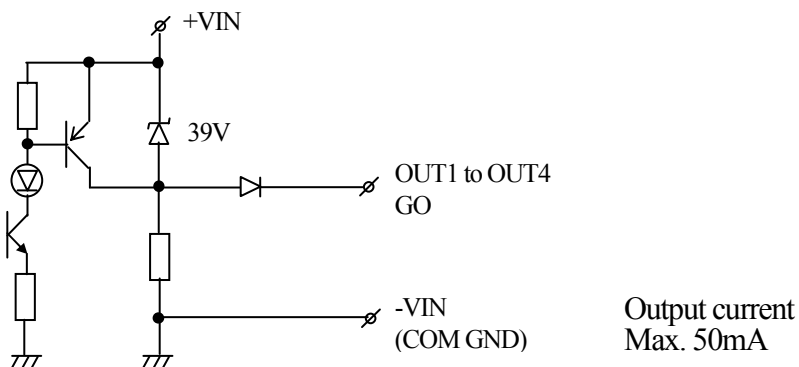 +VIN
39V
OUT1 to OUT4
GO
-VIN
(COM GND)
Output current
Max. 50mA